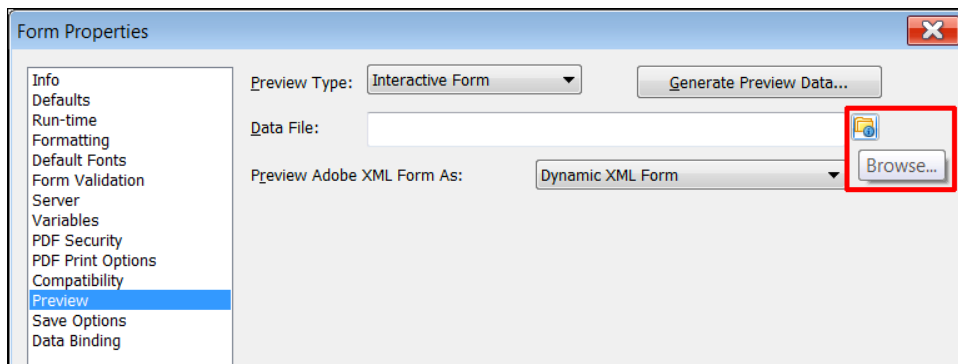 Form Properties
Info
Defaults
Run-time
Formatting
Default Fonts
Form Validation
Server
Variables
PDF Security
PDF Print Options
Compatibility
Preview
Save Options
Data Binding
Preview Type: Interactive Form Generate Preview Data...
Data File:
Browse...
Preview Adobe XML Form As: Dynamic XML Form